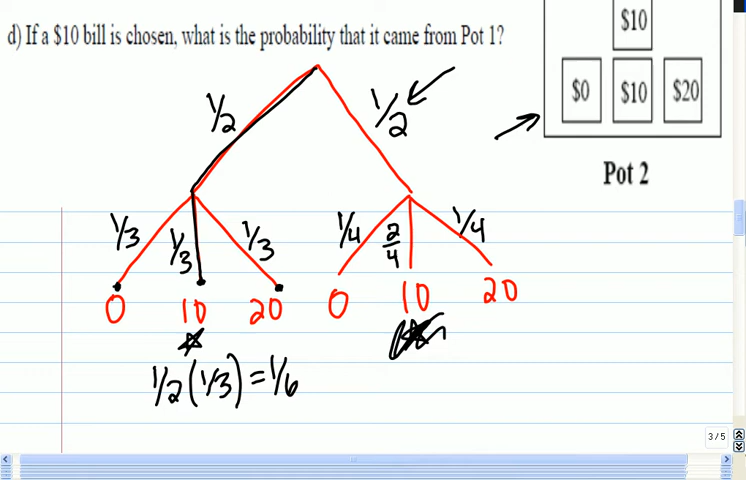 $10
d) If a $10 bill is chosen, what is the probability that it came from Pot 1?
$0 $10 $20
Pot 2
1/2 1/2
1/3 1/3 1/3 1/4 2/4 1/4
0 10 20 0 10 20
1/2 (1/3) = 1/6
3/5